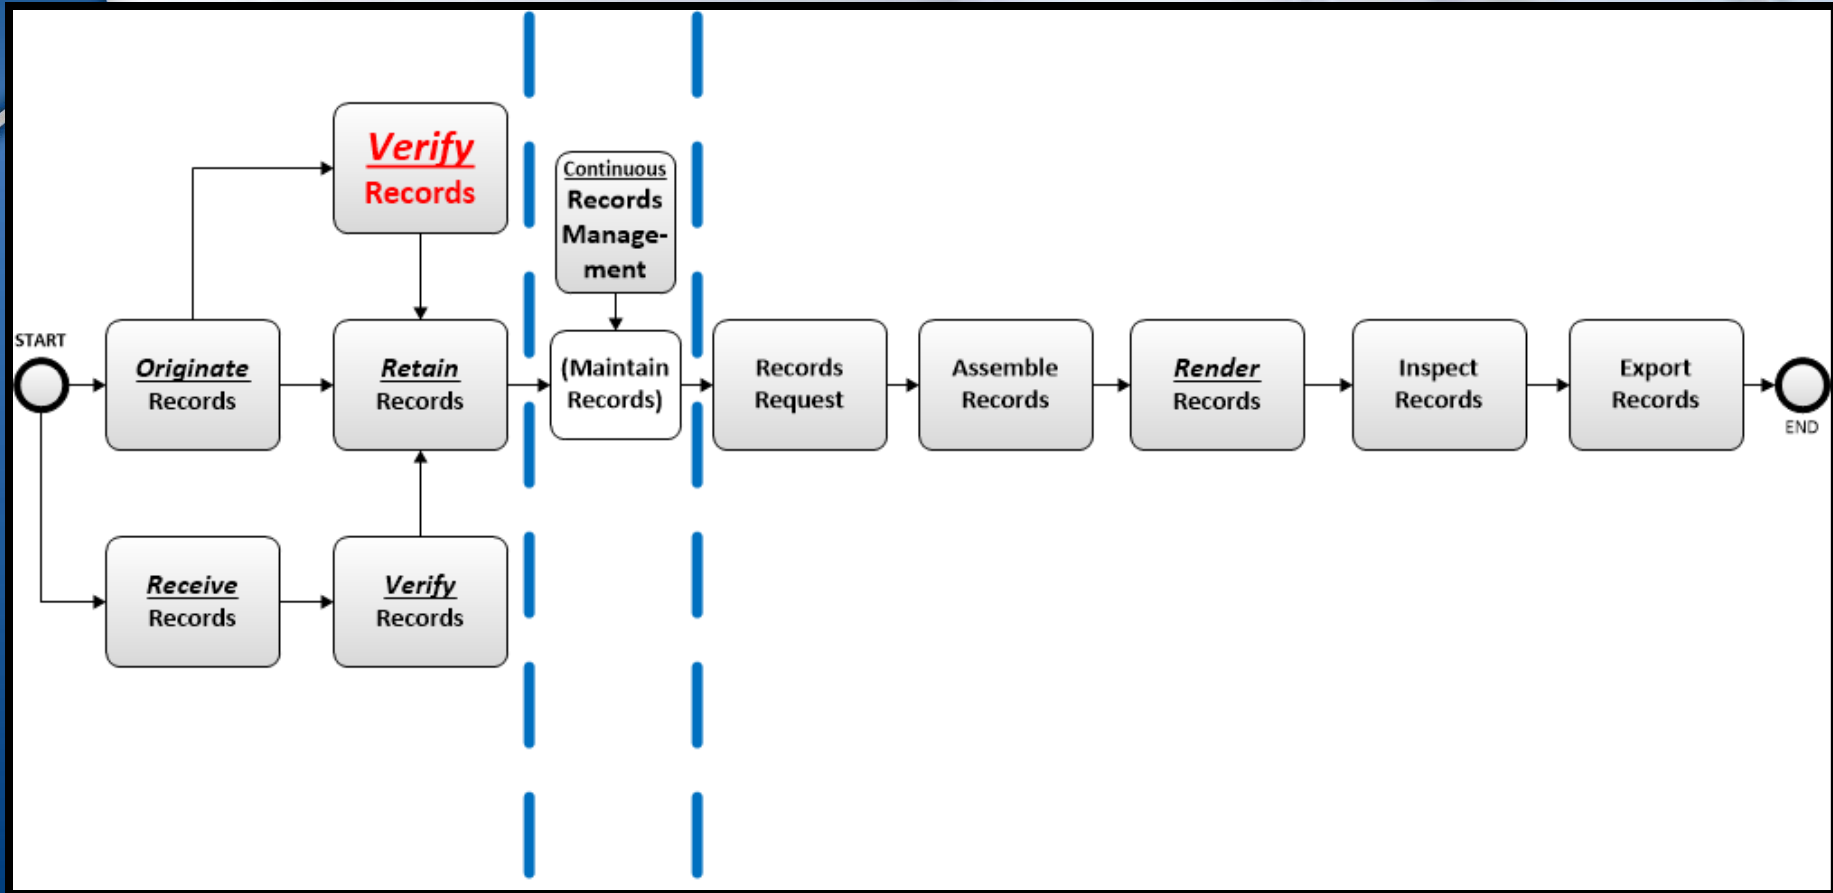 Verify
Records
Continuous
Records
Manage-
ment
START
Originate
Records
Retain
Records
(Maintain
Records)
Records
Request
Assemble
Records
Render
Records
Inspect
Records
Export
Records
END
Receive
Records
Verify
Records